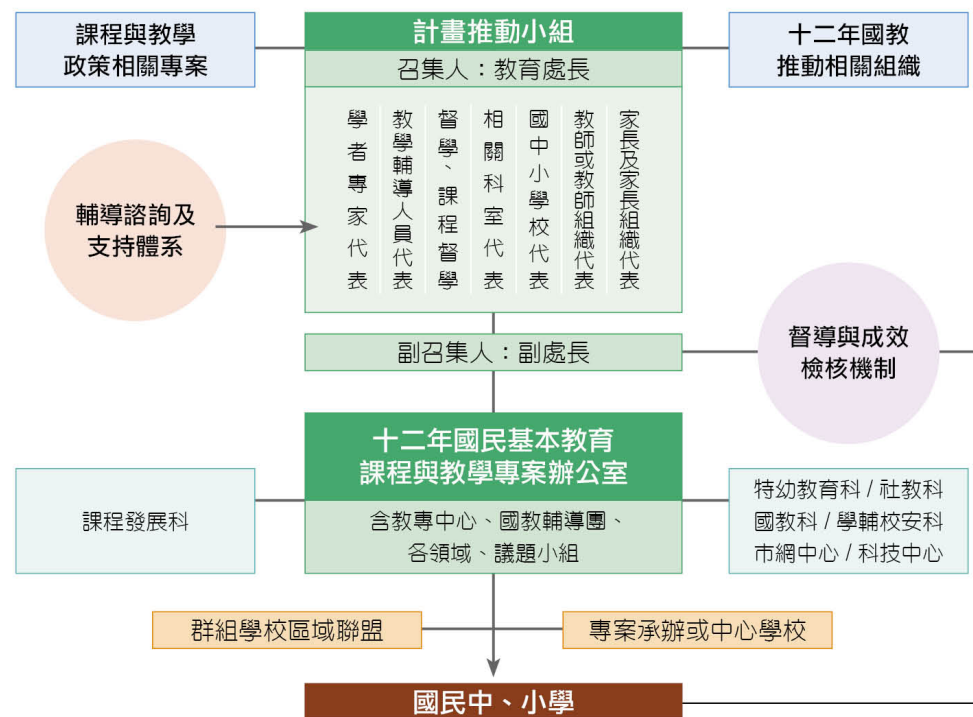 課程與教學
政策相關專案
計畫推動小組
召集人：教育處長
十二年國教
推動相關組織
學者專家代表
教學輔導人員代表
督學、課程督學
相關科室代表
國中小學校代表
教師或教師組織代表
家長及家長組織代表
輔導諮詢及
支持體系
副召集人：副處長
督導與成效
檢核機制
十二年國民基本教育
課程與教學專案辦公室
含教專中心、國教輔導團、
各領域、議題小組
課程發展科
特幼教育科 / 社教科
國教科 / 學輔校安科
市網中心 / 科技中心
群組學校區域聯盟
專案承辦或中心學校
國民中、小學